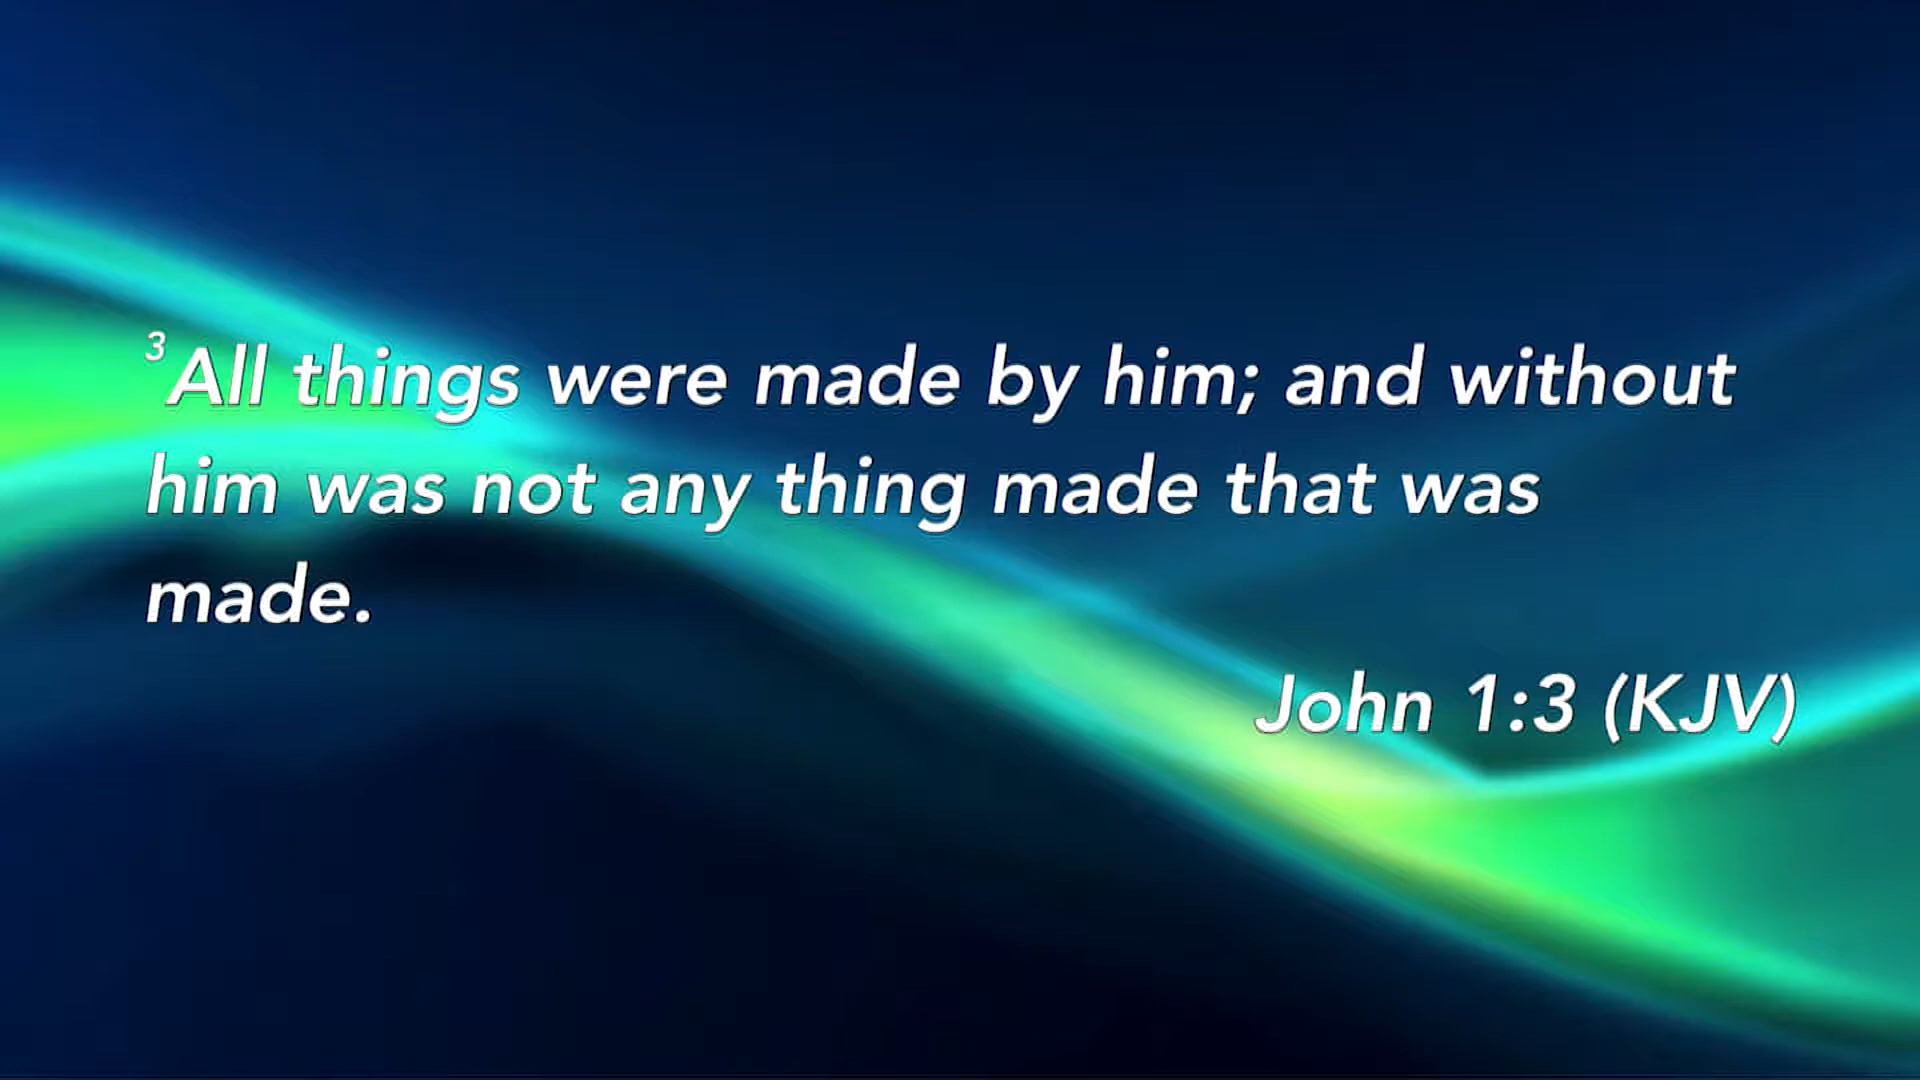 ³All things were made by him; and without
him was not any thing made that was
made.
John 1:3 (KJV)